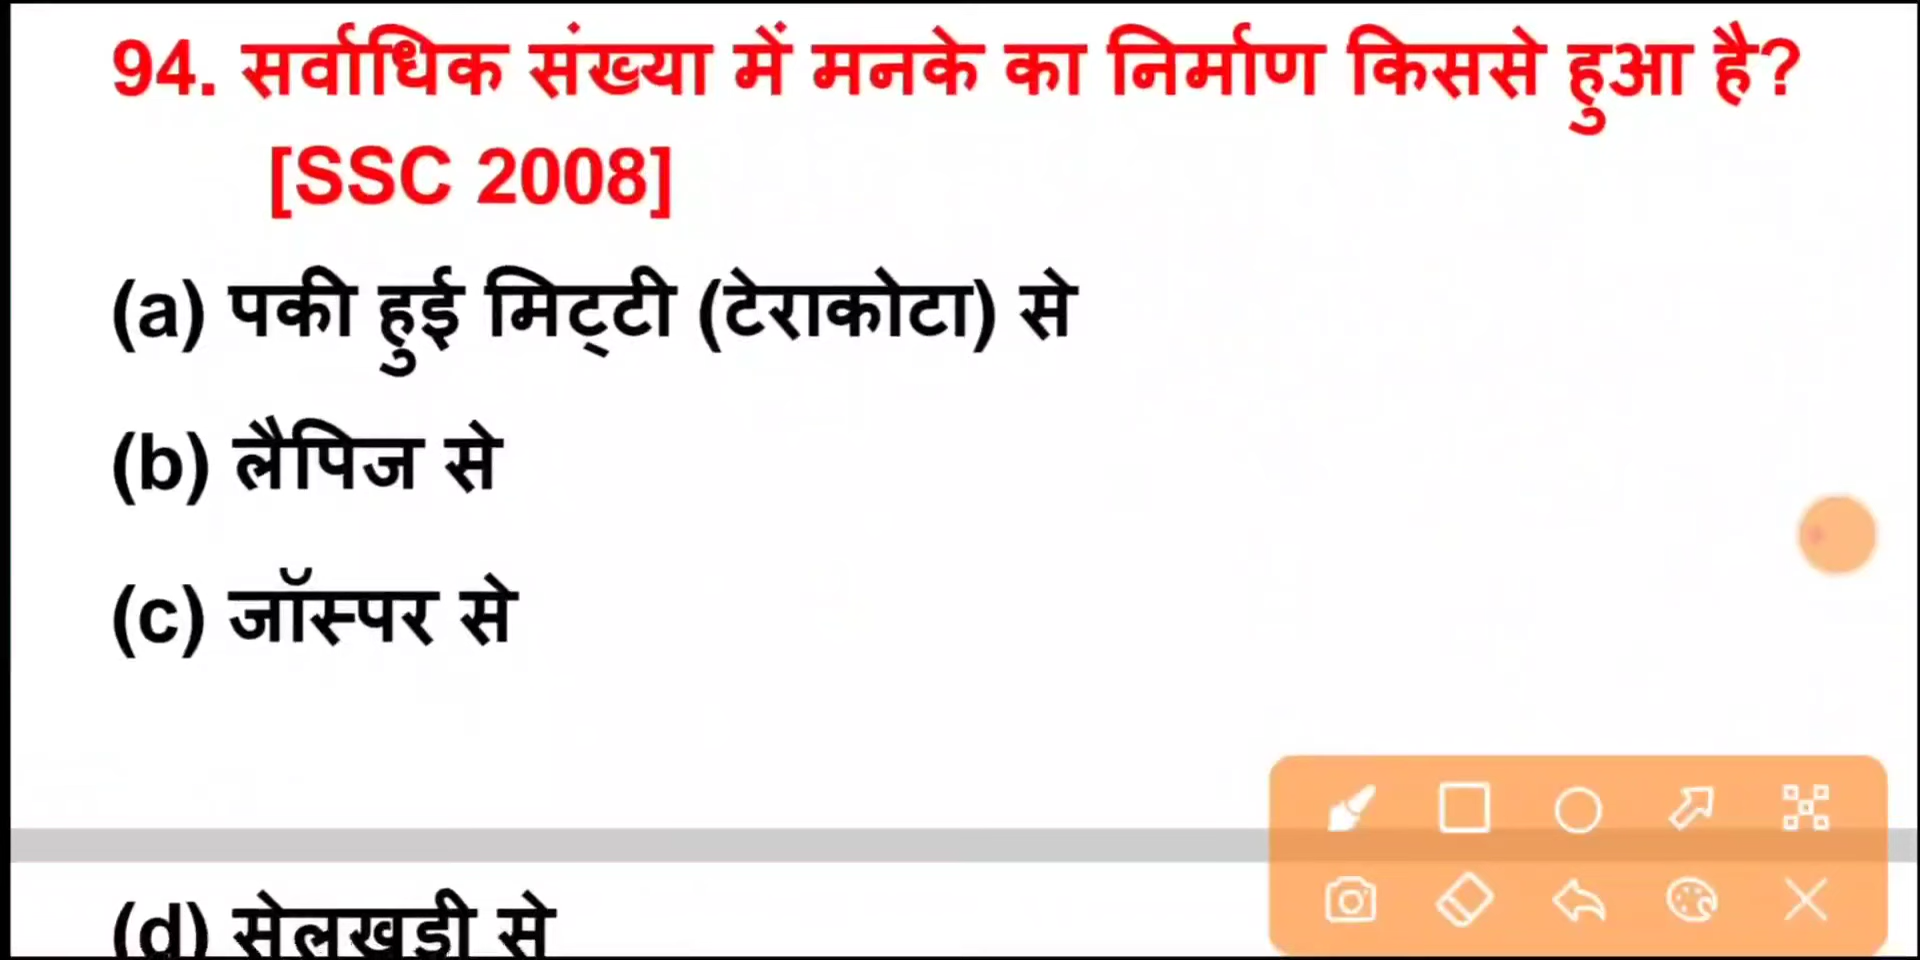 94. सर्वाधिक संख्या में मनके का निर्माण किससे हुआ है?
[SSC 2008]
(a) पकी हुई मिट्टी (टेराकोटा) से
(b) लैपिज से
(c) जॉस्पर से
(d) सेलखड़ी से